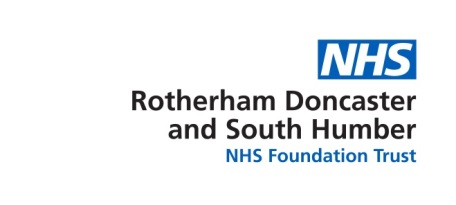 NHS
Rotherham Doncaster
and South Humber
NHS Foundation Trust